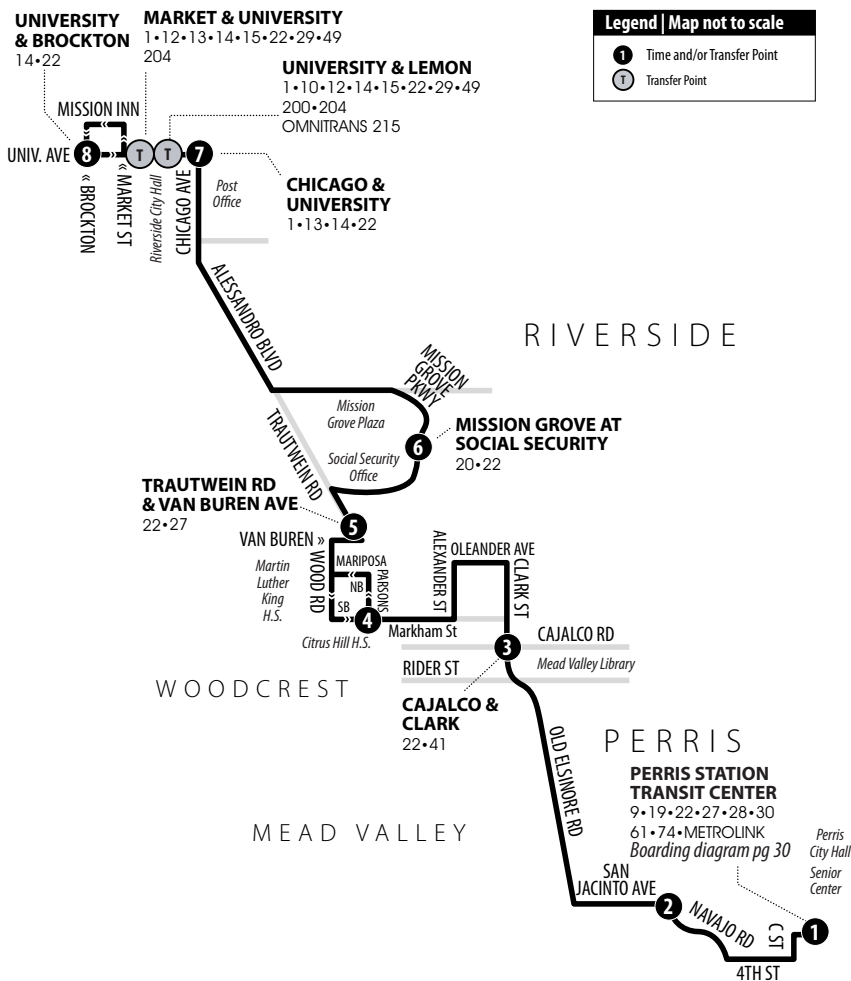 UNIVERSITY
& BROCKTON
14•22
MARKET & UNIVERSITY
1•12•13•14•15•22•29•49
204
UNIVERSITY & LEMON
1•10•12•14•15•22•29•49
200•204
OMNITRANS 215
Legend | Map not to scale
1 Time and/or Transfer Point
T Transfer Point
MISSION INN
UNIV. AVE
8
T
T
7
« BROCKTON
« MARKET ST
Riverside City Hall
CHICAGO AVE
Post
Office
CHICAGO &
UNIVERSITY
1•13•14•22
ALESSANDRO BLVD
RIVERSIDE
MISSION
GROVE
PKWY
Mission
Grove Plaza
TRAUTWEIN RD
6
MISSION GROVE AT
SOCIAL SECURITY
20•22
Social Security
Office
TRAUTWEIN RD
& VAN BUREN AVE
22•27
5
VAN BUREN »
WOOD RD
MARIPOSA
NB
PARSONS
SB
Martin
Luther
King
H.S.
4
Citrus Hill H.S.
Markham St
ALEXANDER ST
OLEANDER AVE
CLARK ST
3
CAJALCO RD
RIDER ST
Mead Valley Library
WOODCREST
CAJALCO &
CLARK
22•41
OLD ELSINORE RD
PERRIS
PERRIS STATION
TRANSIT CENTER
9•19•22•27•28•30
61•74•METROLINK
Boarding diagram pg 30
Perris
City Hall
Senior
Center
MEAD VALLEY
SAN
JACINTO AVE
2
NAVAJO RD
C ST
1
4TH ST